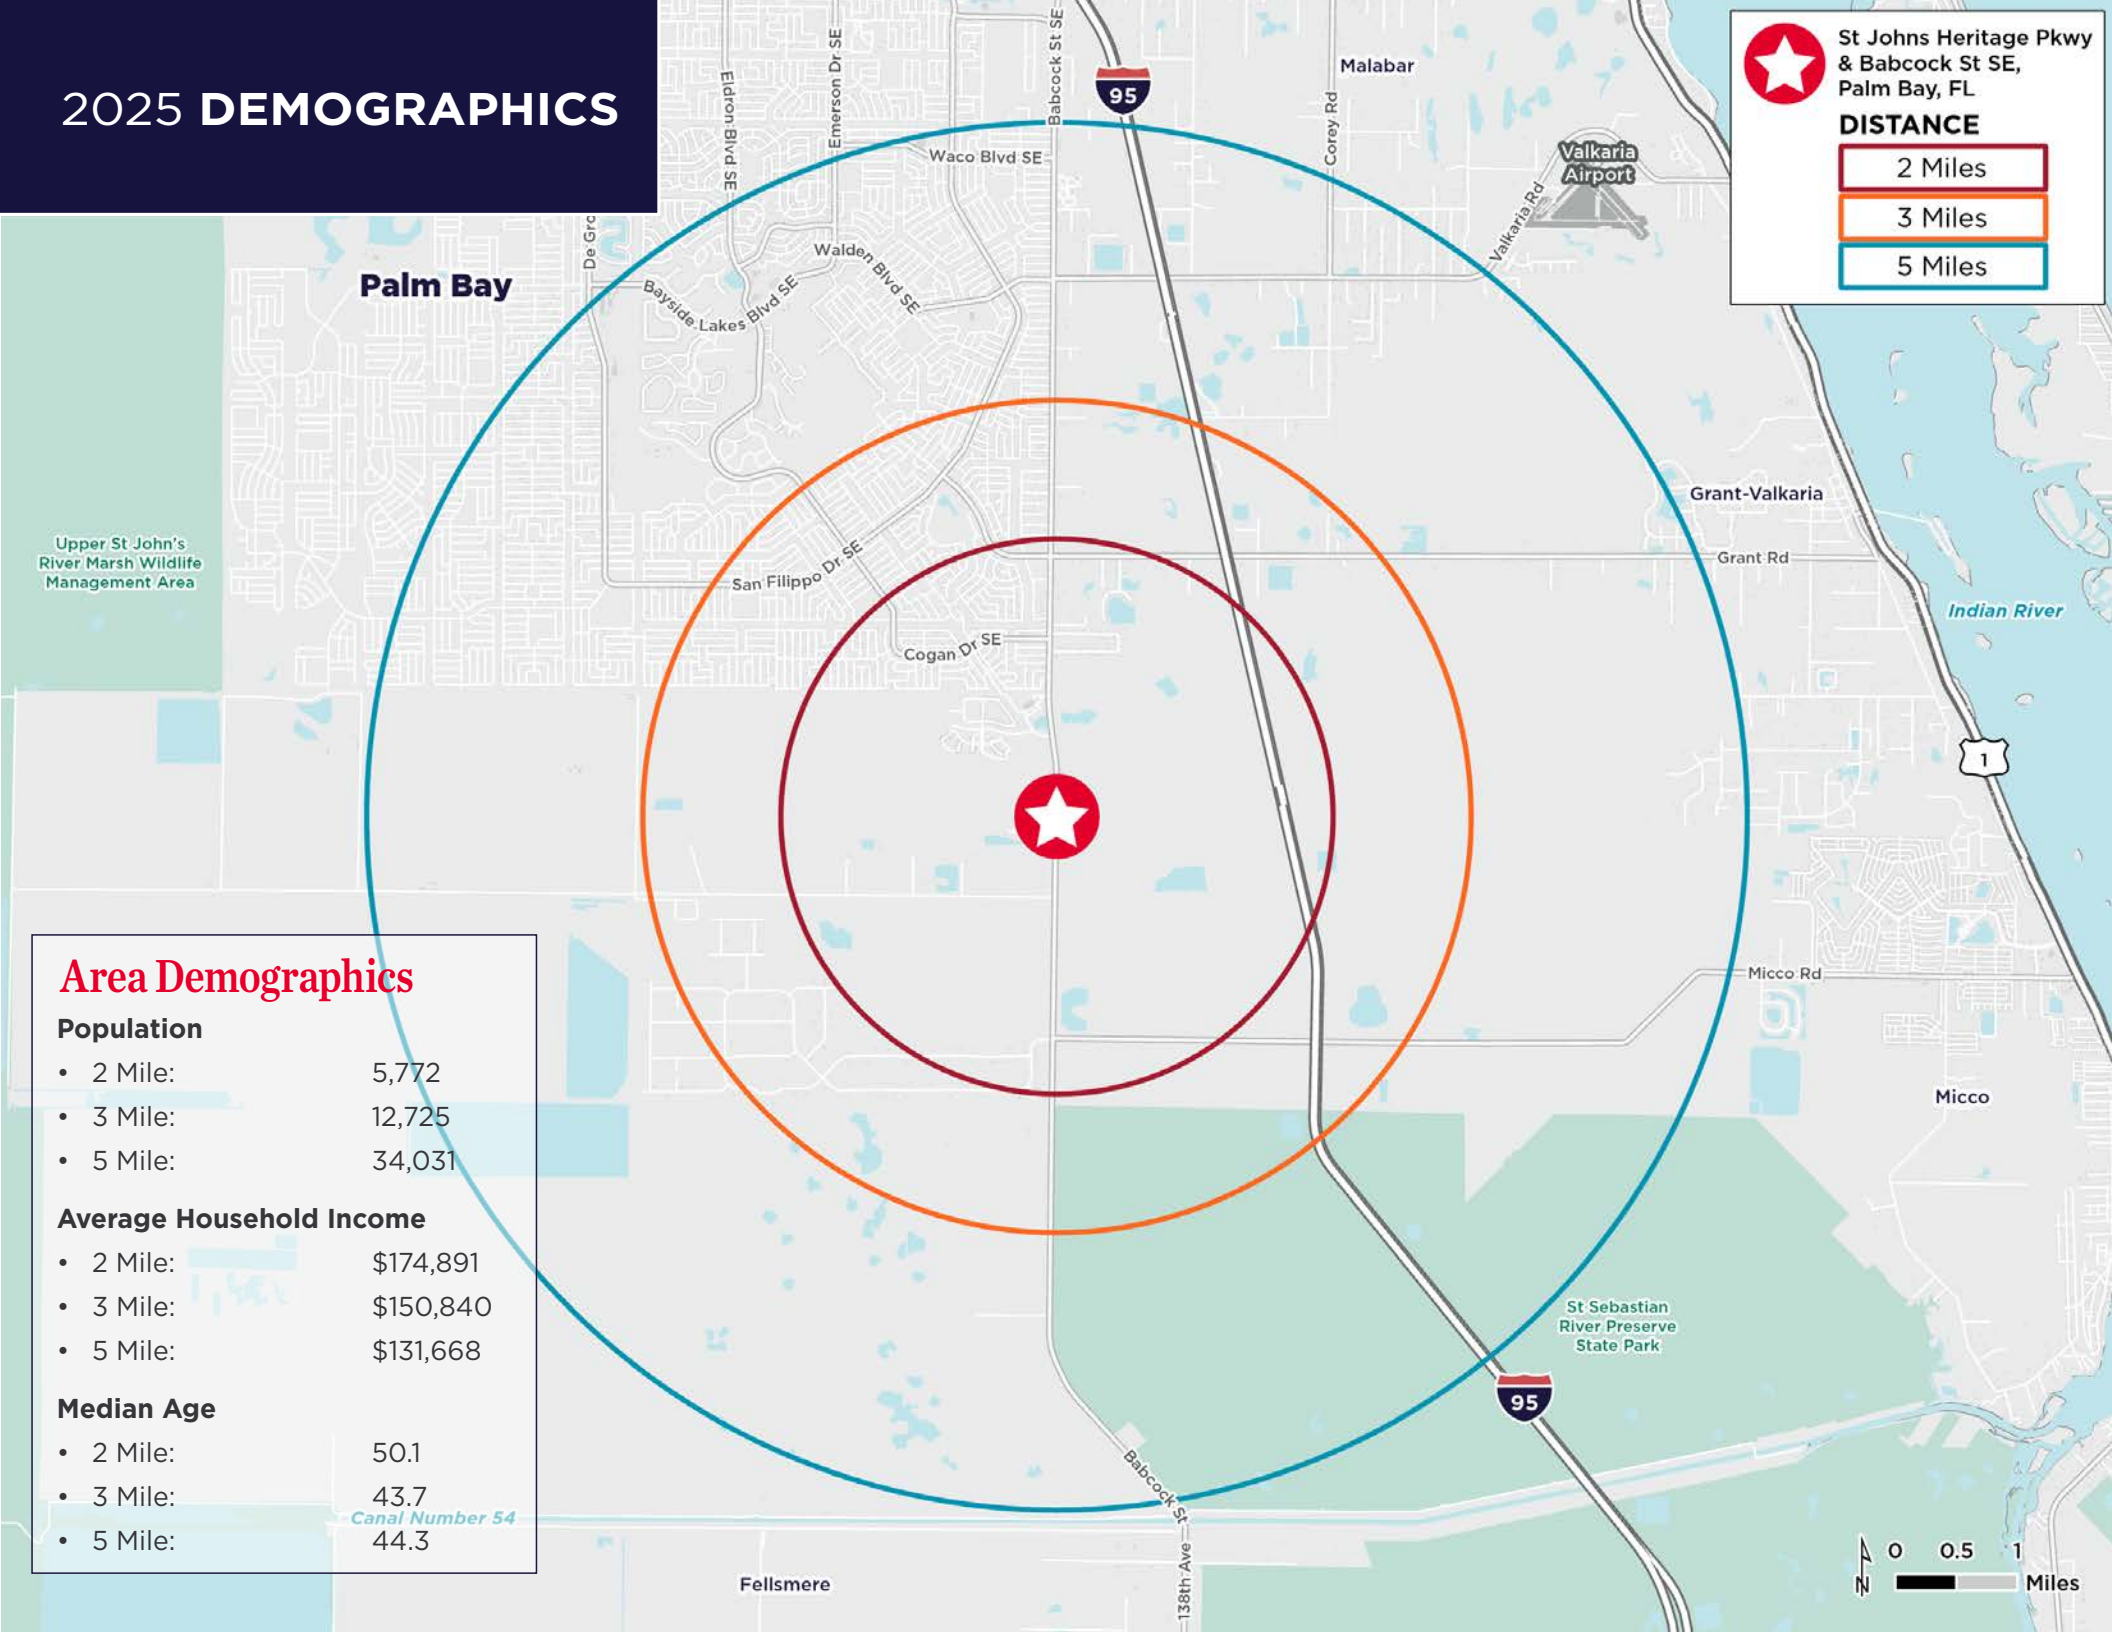 2025 DEMOGRAPHICS
St Johns Heritage Pkwy
& Babcock St SE,
Palm Bay, FL
DISTANCE
2 Miles
3 Miles
5 Miles
Eldron Blvd SE
Emerson Dr SE
Babcock St SE
95
Malabar
Corey Rd
Waco Blvd SE
Valkaria
Airport
Valkaria Rd
De Gro
Walden Blvd SE
Palm Bay
Bayside Lakes Blvd SE
Grant-Valkaria
Upper St John's
River Marsh Wildlife
Management Area
San Filippo Dr SE
Grant Rd
Indian River
Cogan Dr SE
1
Micco Rd
Micco
Area Demographics
Population
• 2 Mile: 5,772
• 3 Mile: 12,725
• 5 Mile: 34,031
Average Household Income
• 2 Mile: $174,891
• 3 Mile: $150,840
• 5 Mile: $131,668
Median Age
• 2 Mile: 50.1
• 3 Mile: 43.7
Canal Number 54
• 5 Mile: 44.3
St Sebastian
River Preserve
State Park
95
Babcock St
138th Ave
Fellsmere
N
0 0.5 1
Miles